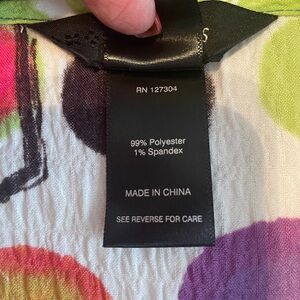 S
RN 127304
99% Polyester
1% Spandex
MADE IN CHINA
SEE REVERSE FOR CARE